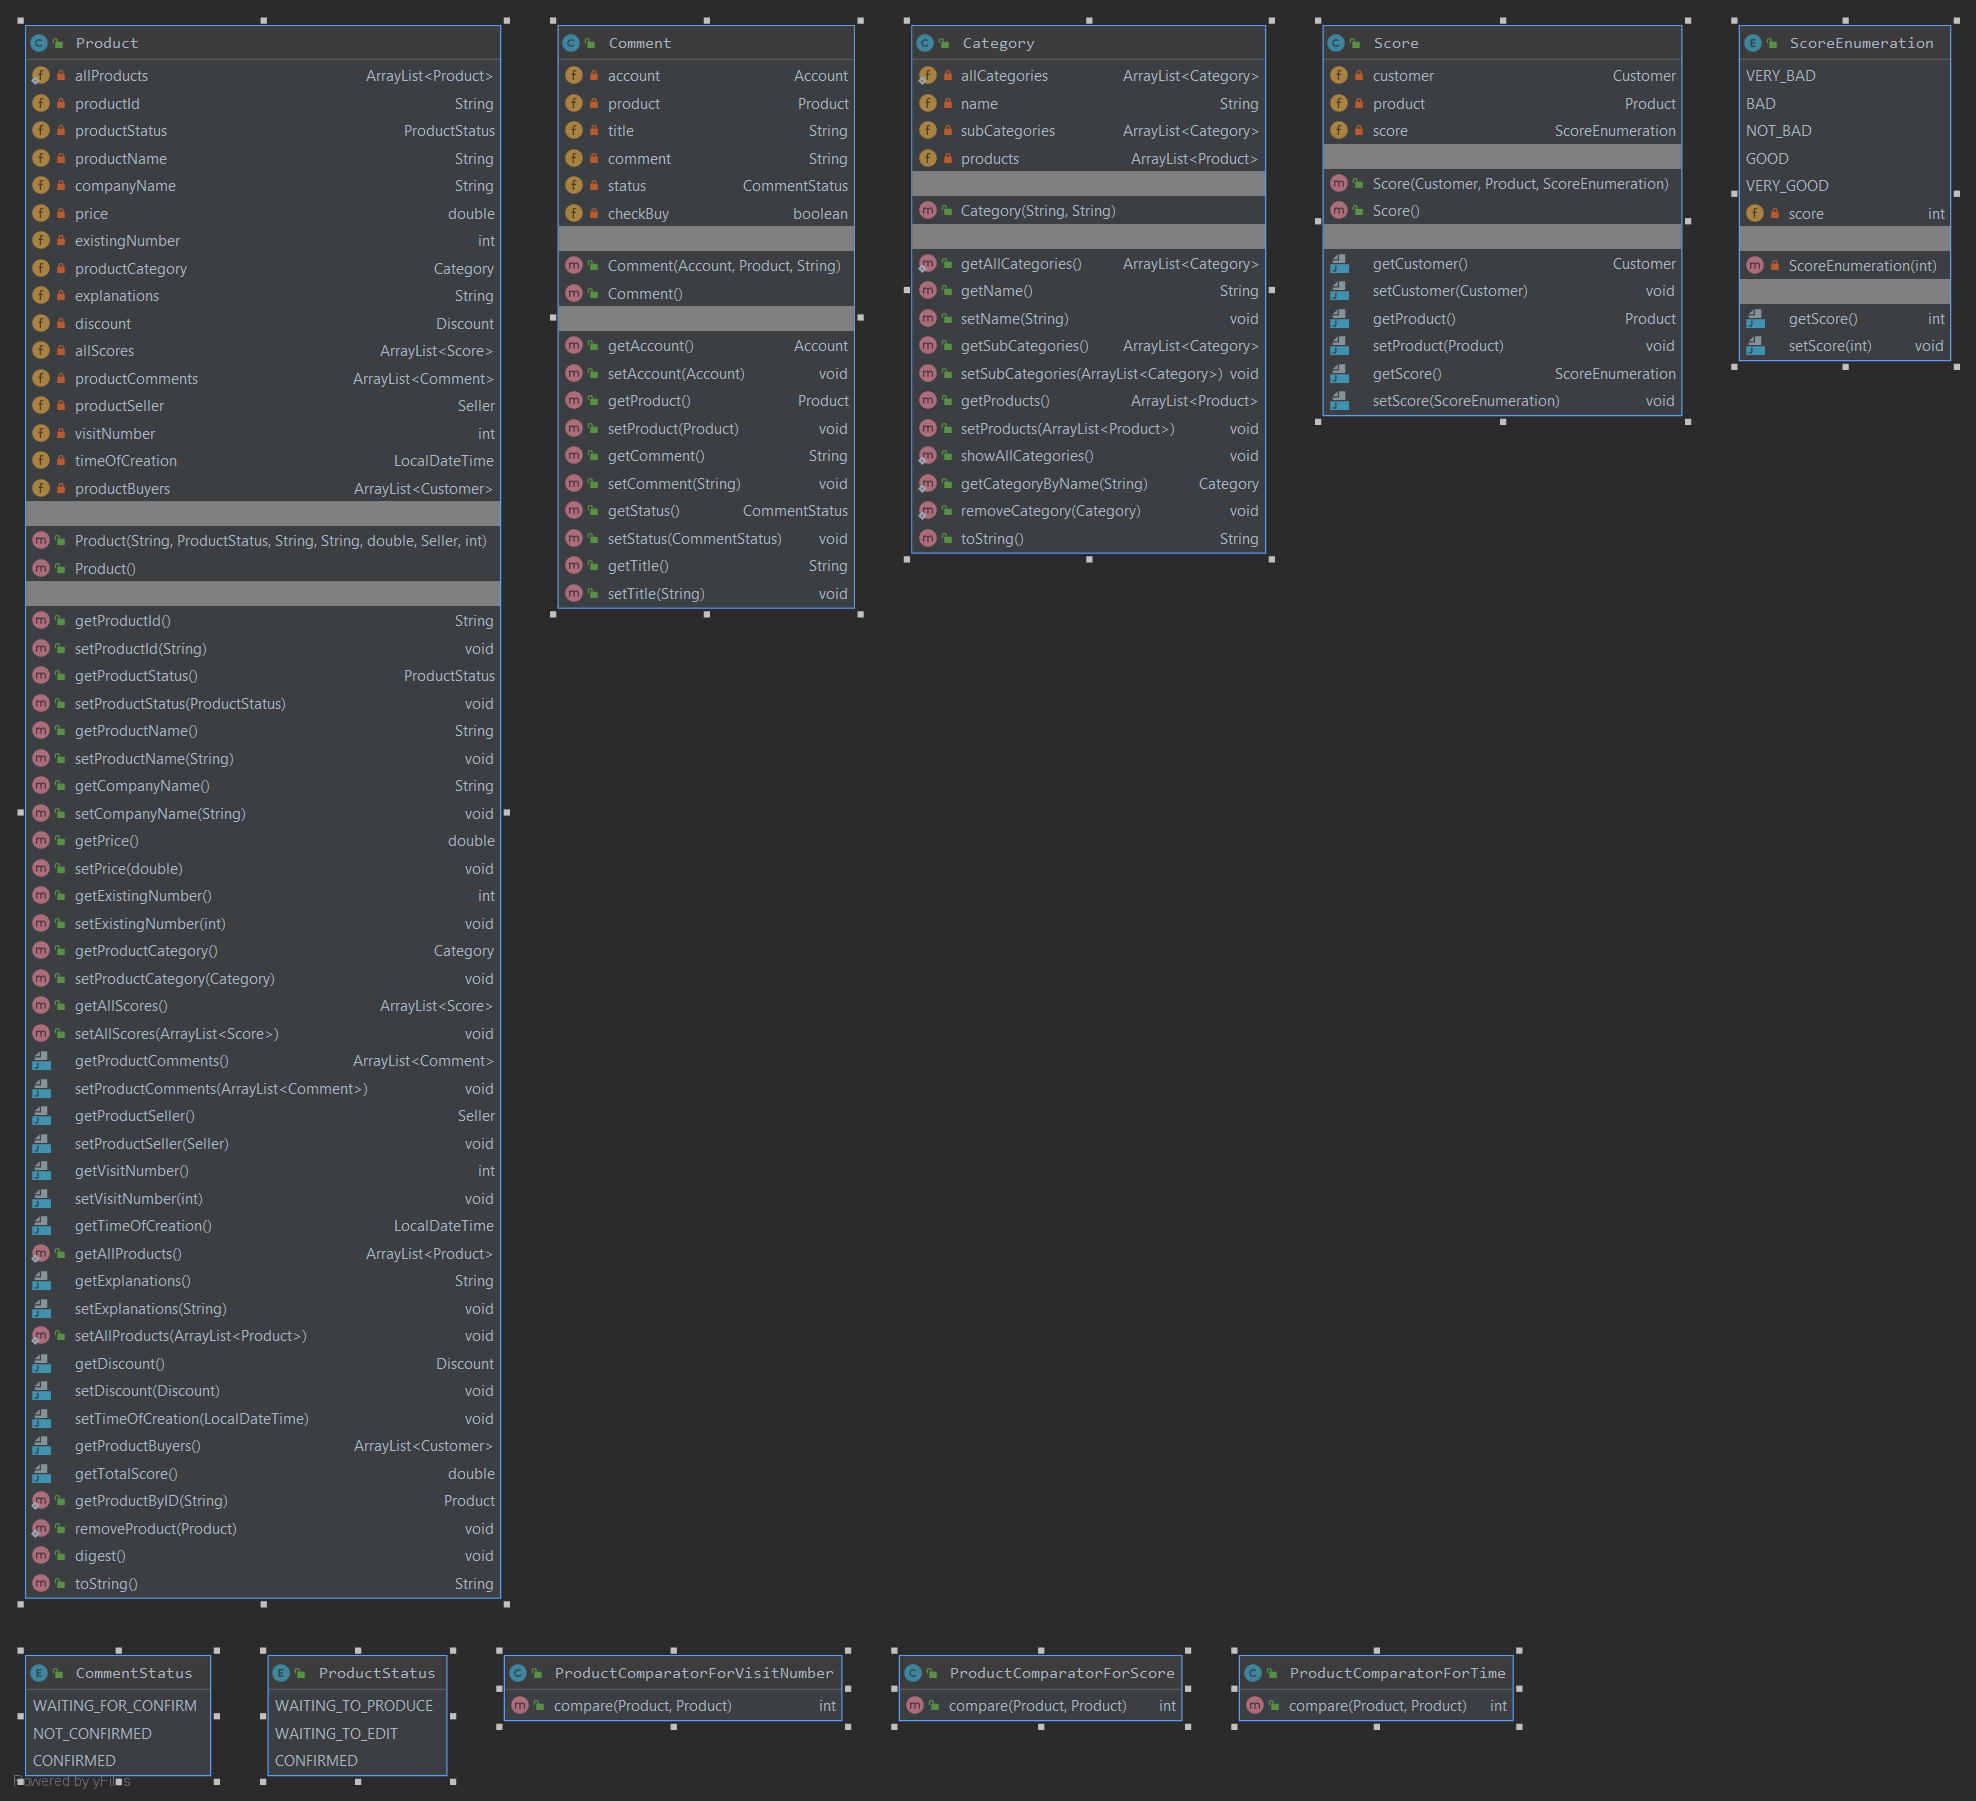 Product
allProducts ArrayList<Product>
productId String
productStatus ProductStatus
productName String
companyName String
price double
existingNumber int
productCategory Category
explanations String
discount Discount
allScores ArrayList<Score>
productComments ArrayList<Comment>
productSeller Seller
visitNumber int
timeOfCreation LocalDateTime
productBuyers ArrayList<Customer>
Product(String, ProductStatus, String, String, double, Seller, int)
Product()
getProductId() String
setProductId(String) void
getProductStatus() ProductStatus
setProductStatus(ProductStatus) void
getProductName() String
setProductName(String) void
getCompanyName() String
setCompanyName(String) void
getPrice() double
setPrice(double) void
getExistingNumber() int
setExistingNumber(int) void
getProductCategory() Category
setProductCategory(Category) void
getAllScores() ArrayList<Score>
setAllScores(ArrayList<Score>) void
getProductComments() ArrayList<Comment>
setProductComments(ArrayList<Comment>) void
getProductSeller() Seller
setProductSeller(Seller) void
getVisitNumber() int
setVisitNumber(int) void
getTimeOfCreation() LocalDateTime
getAllProducts() ArrayList<Product>
getExplanations() String
setExplanations(String) void
setAllProducts(ArrayList<Product>) void
getDiscount() Discount
setDiscount(Discount) void
setTimeOfCreation(LocalDateTime) void
getProductBuyers() ArrayList<Customer>
getTotalScore() double
getProductByID(String) Product
removeProduct(Product) void
digest() void
toString() String
Comment
account Account
product Product
title String
comment String
status CommentStatus
checkBuy boolean
Comment(Account, Product, String)
Comment()
getAccount() Account
setAccount(Account) void
getProduct() Product
setProduct(Product) void
getComment() String
setComment(String) void
getStatus() CommentStatus
setStatus(CommentStatus) void
getTitle() String
setTitle(String) void
Category
allCategories ArrayList<Category>
name String
subCategories ArrayList<Category>
products ArrayList<Product>
Category(String, String)
getAllCategories() ArrayList<Category>
getName() String
setName(String) void
getSubCategories() ArrayList<Category>
setSubCategories(ArrayList<Category>) void
getProducts() ArrayList<Product>
setProducts(ArrayList<Product>) void
showAllCategories() void
getCategoryByName(String) Category
removeCategory(Category) void
toString() String
Score
customer Customer
product Product
score ScoreEnumeration
Score(Customer, Product, ScoreEnumeration)
Score()
getCustomer() Customer
setCustomer(Customer) void
getProduct() Product
setProduct(Product) void
getScore() ScoreEnumeration
setScore(ScoreEnumeration) void
ScoreEnumeration
VERY_BAD
BAD
NOT_BAD
GOOD
VERY_GOOD
score int
ScoreEnumeration(int)
getScore() int
setScore(int) void
CommentStatus
WAITING_FOR_CONFIRM
NOT_CONFIRMED
CONFIRMED
ProductStatus
WAITING_TO_PRODUCE
WAITING_TO_EDIT
CONFIRMED
ProductComparatorForVisitNumber
compare(Product, Product) int
ProductComparatorForScore
compare(Product, Product) int
ProductComparatorForTime
compare(Product, Product) int
Powered by yFiles